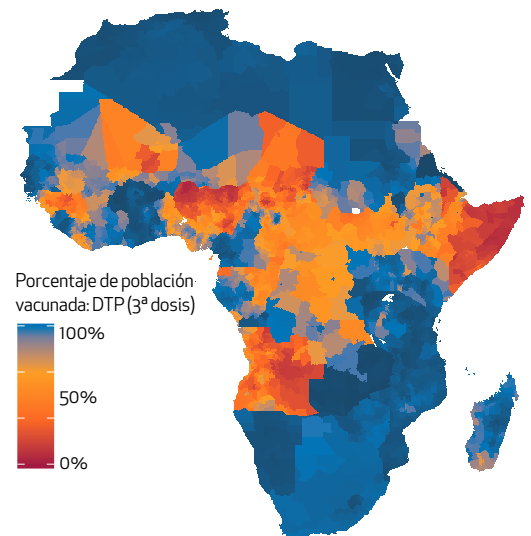 Porcentaje de población
vacunada: DTP (3ª dosis)
100%
50%
0%